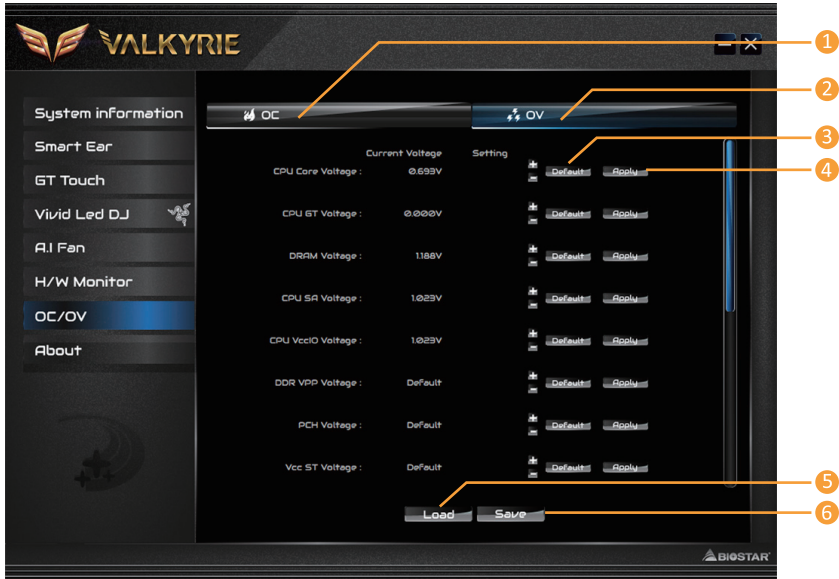 VALKYRIE
1
2
3
4
5
6
System information
Smart Ear
GT Touch
Vivid Led DJ
A.I Fan
H/W Monitor
OC/OV
About
OC
OV
Current Voltage Setting
CPU Core Voltage : 0.693V Default Apply
CPU GT Voltage : 0.000V Default Apply
DRAM Voltage : 1.188V Default Apply
CPU SA Voltage : 1.023V Default Apply
CPU VccIO Voltage : 1.023V Default Apply
DDR VPP Voltage : Default Default Apply
PCH Voltage : Default Default Apply
Vcc ST Voltage : Default Default Apply
Load Save
BIOSTAR